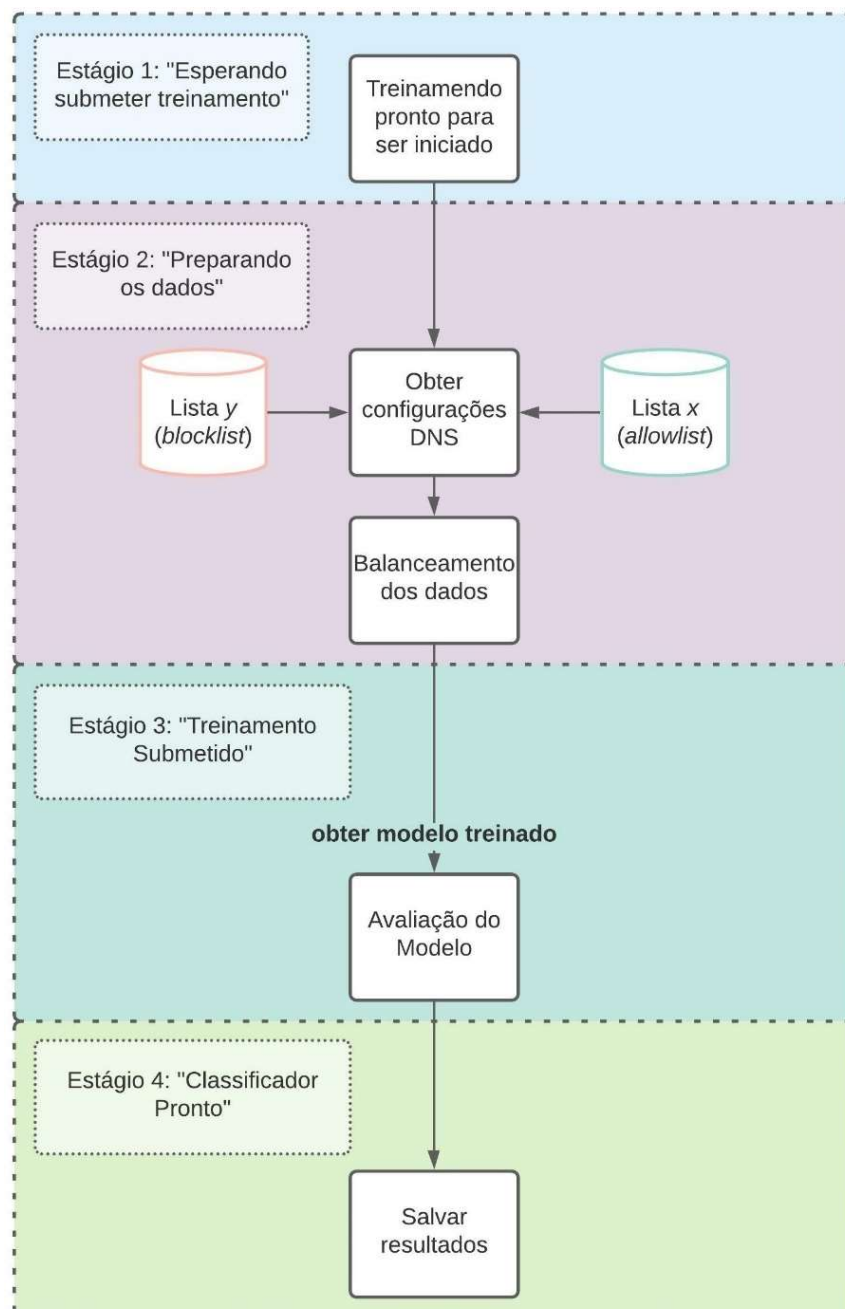 Estágio 1: "Esperando
submeter treinamento"
Treinamendo
pronto para
ser iniciado
Estágio 2: "Preparando
os dados"
Lista y
(blocklist)
Obter
configurações
DNS
Lista x
(allowlist)
Balanceamento
dos dados
Estágio 3: "Treinamento
Submetido"
obter modelo treinado
Avaliação do
Modelo
Estágio 4: "Classificador
Pronto"
Salvar
resultados